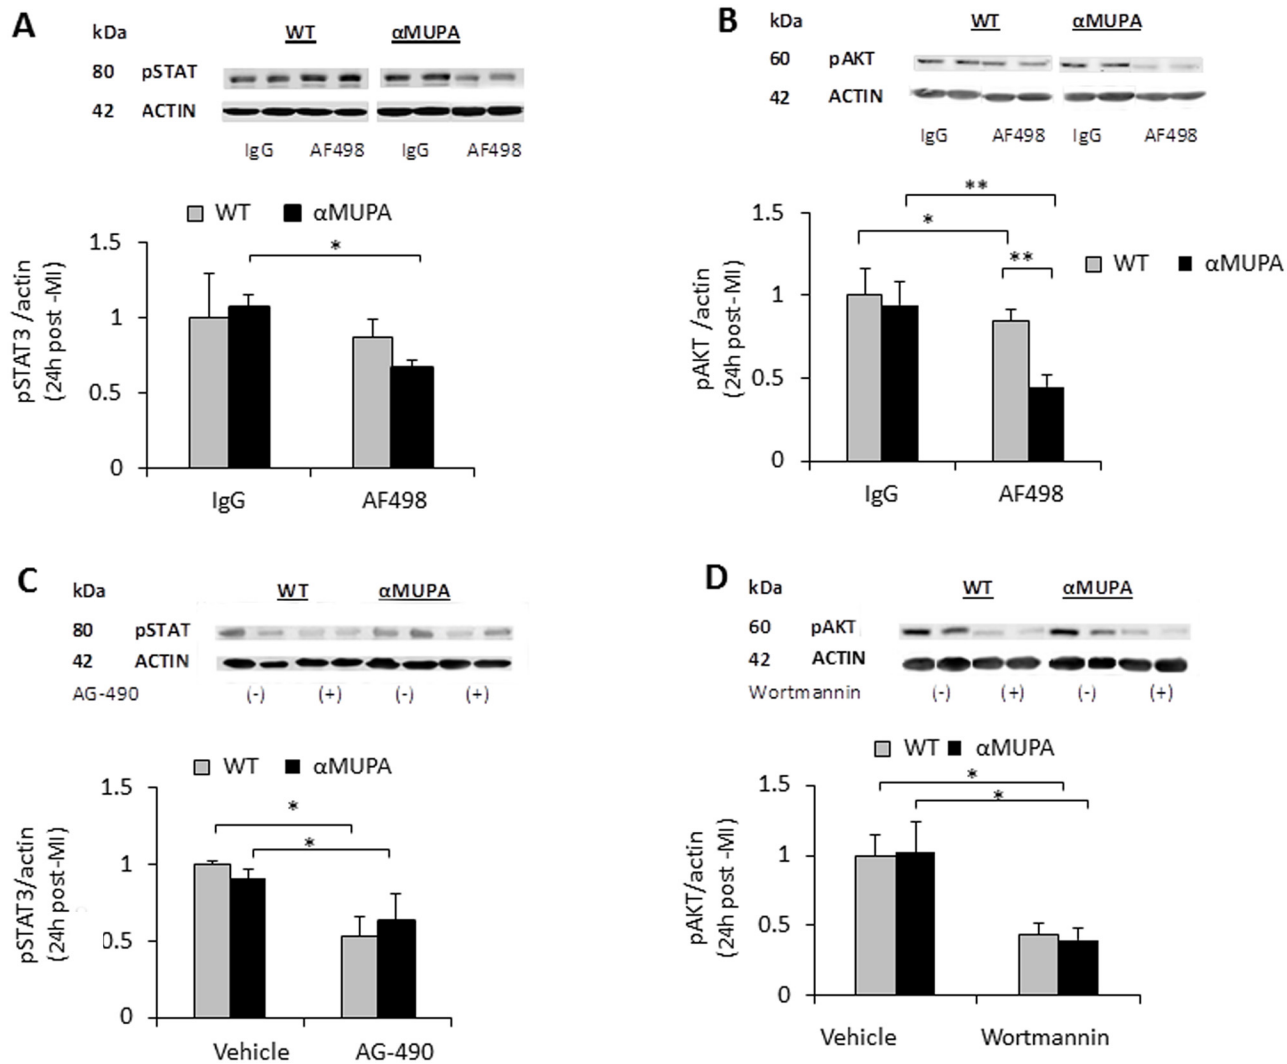 A
kDa WT αMUPA
80 pSTAT
42 ACTIN
IgG AF498 IgG AF498
WT αMUPA
*
1.5
1
0.5
0
pSTAT3 /actin
(24h post -MI)
IgG AF498
B
kDa WT αMUPA
60 pAKT
42 ACTIN
IgG AF498 IgG AF498
**
*
**
WT αMUPA
1.5
1
0.5
0
pAKT /actin
(24h post -MI)
IgG AF498
C
kDa WT αMUPA
80 pSTAT
42 ACTIN
AG-490 (-) (+) (-) (+)
WT αMUPA
*
*
1.5
1
0.5
0
pSTAT3/actin
(24h post-MI)
Vehicle AG-490
D
kDa WT αMUPA
60 pAKT
42 ACTIN
Wortmannin (-) (+) (-) (+)
WT αMUPA
*
*
1.5
1
0.5
0
pAKT/actin
(24h post -MI)
Vehicle Wortmannin